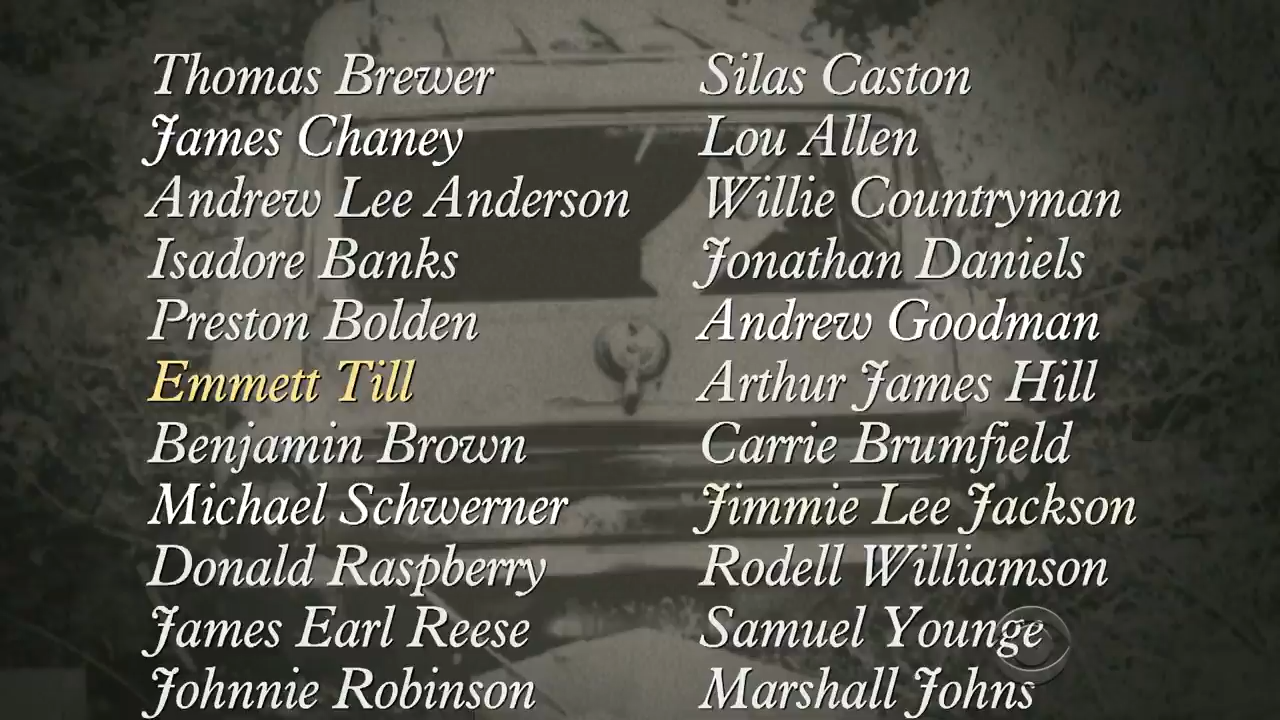 Thomas Brewer
James Chaney
Andrew Lee Anderson
Isadore Banks
Preston Bolden
Emmett Till
Benjamin Brown
Michael Schwerner
Donald Raspberry
James Earl Reese
Johnnie Robinson
Silas Caston
Lou Allen
Willie Countryman
Jonathan Daniels
Andrew Goodman
Arthur James Hill
Carrie Brumfield
Jimmie Lee Jackson
Rodell Williamson
Samuel Younge
Marshall Johns